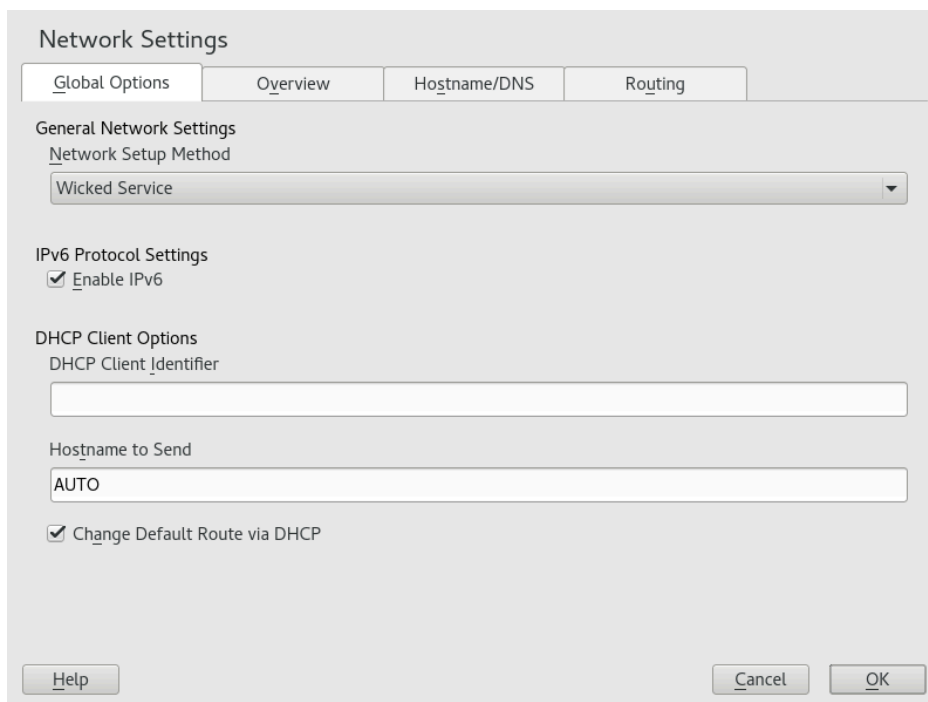 Network Settings
Global Options Overview Hostname/DNS Routing
General Network Settings
Network Setup Method
Wicked Service
IPv6 Protocol Settings
Enable IPv6
DHCP Client Options
DHCP Client Identifier
Hostname to Send
AUTO
Change Default Route via DHCP
Help Cancel OK